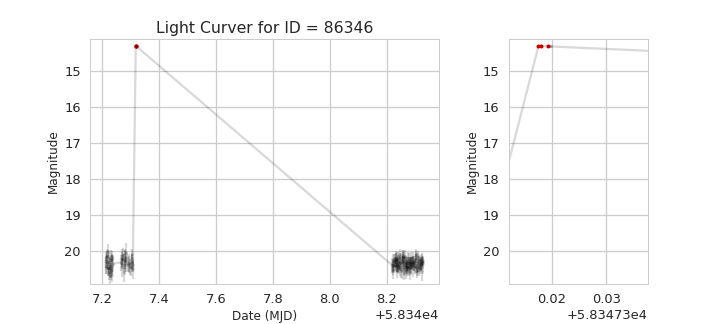 Light Curver for ID = 86346
Magnitude
15
16
17
18
19
20
7.2 7.4 7.6 7.8 8.0 8.2
Date (MJD)
+5.834e4
Magnitude
15
16
17
18
19
20
0.02 0.03
+5.83473e4